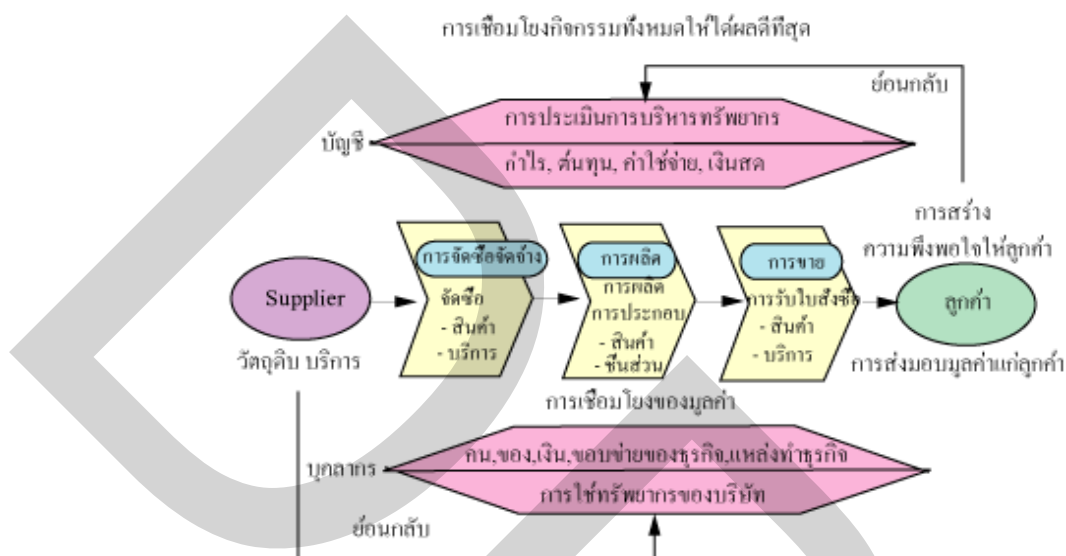 การเชื่อมโยงกิจกรรมทั้งหมดให้ได้ผลดีที่สุด
ย้อนกลับ
การประเมินการบริหารทรัพยากร
บัญชี
กำไร, ต้นทุน, ค่าใช้จ่าย, เงินสด
การสร้าง
ความพึงพอใจให้ลูกค้า
การจัดซื้อจัดจ้าง
จัดซื้อ
- สินค้า
- บริการ
การผลิต
การผลิต
การประกอบ
- สินค้า
- ชิ้นส่วน
การขาย
การรับใบสั่งซื้อ
- สินค้า
- บริการ
Supplier
ลูกค้า
วัตถุดิบ บริการ
การส่งมอบมูลค่าแก่ลูกค้า
การเชื่อมโยงของมูลค่า
คน,ของ,เงิน,ขอบข่ายของธุรกิจ,แหล่งทำธุรกิจ
บุคลากร
การใช้ทรัพยากรของบริษัท
ย้อนกลับ